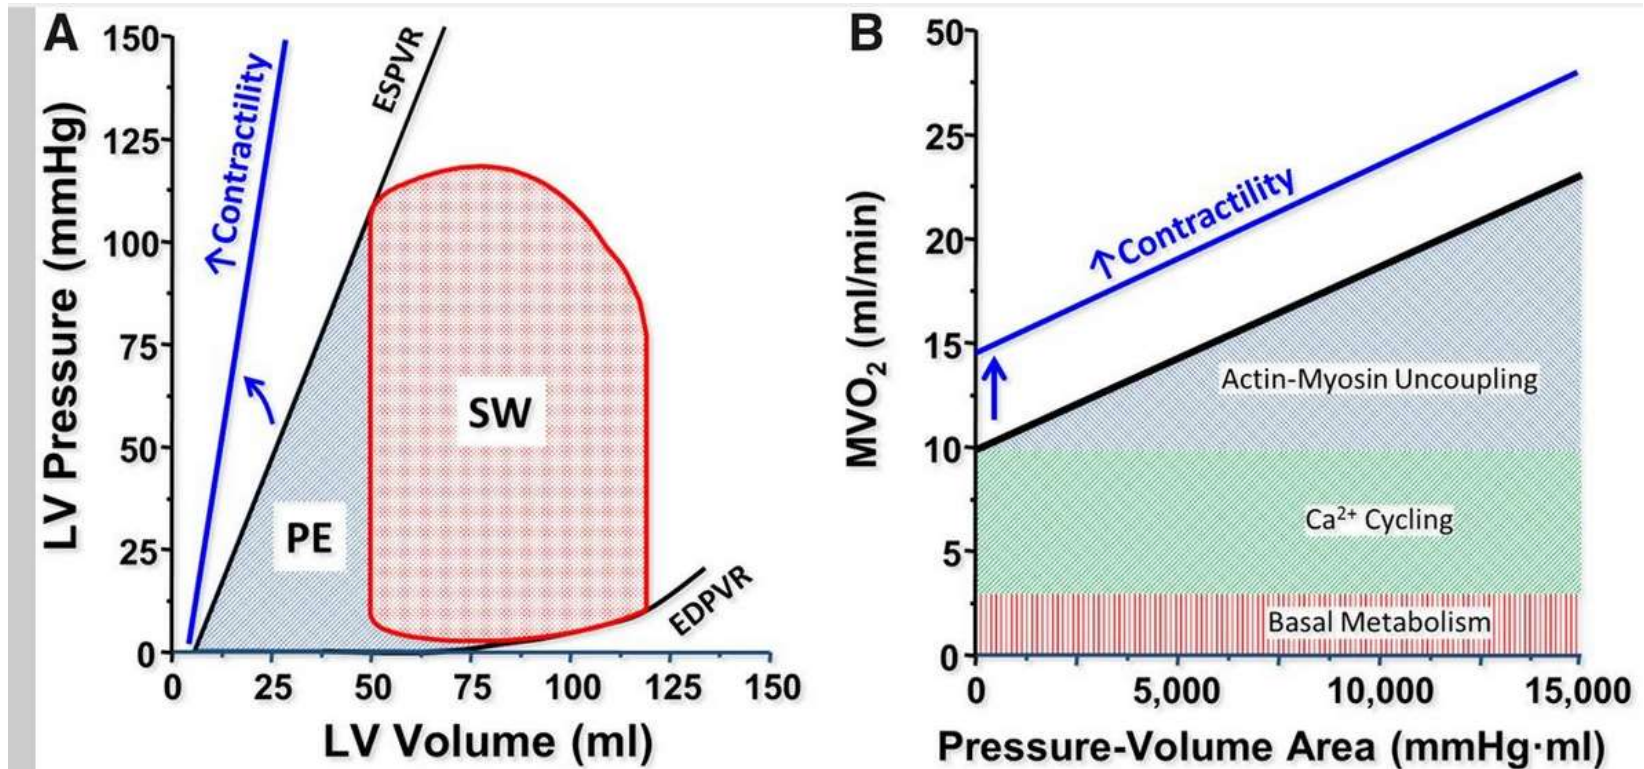 A
150
125
100
75
50
25
0
LV Pressure (mmHg)
↑Contractility
ESPVR
SW
PE
EDPVR
0 25 50 75 100 125 150
LV Volume (ml)
B
50
25
20
15
10
5
0
MVO₂ (ml/min)
↑Contractility
Actin-Myosin Uncoupling
Ca²⁺ Cycling
Basal Metabolism
0 5,000 10,000 15,000
Pressure-Volume Area (mmHg·ml)